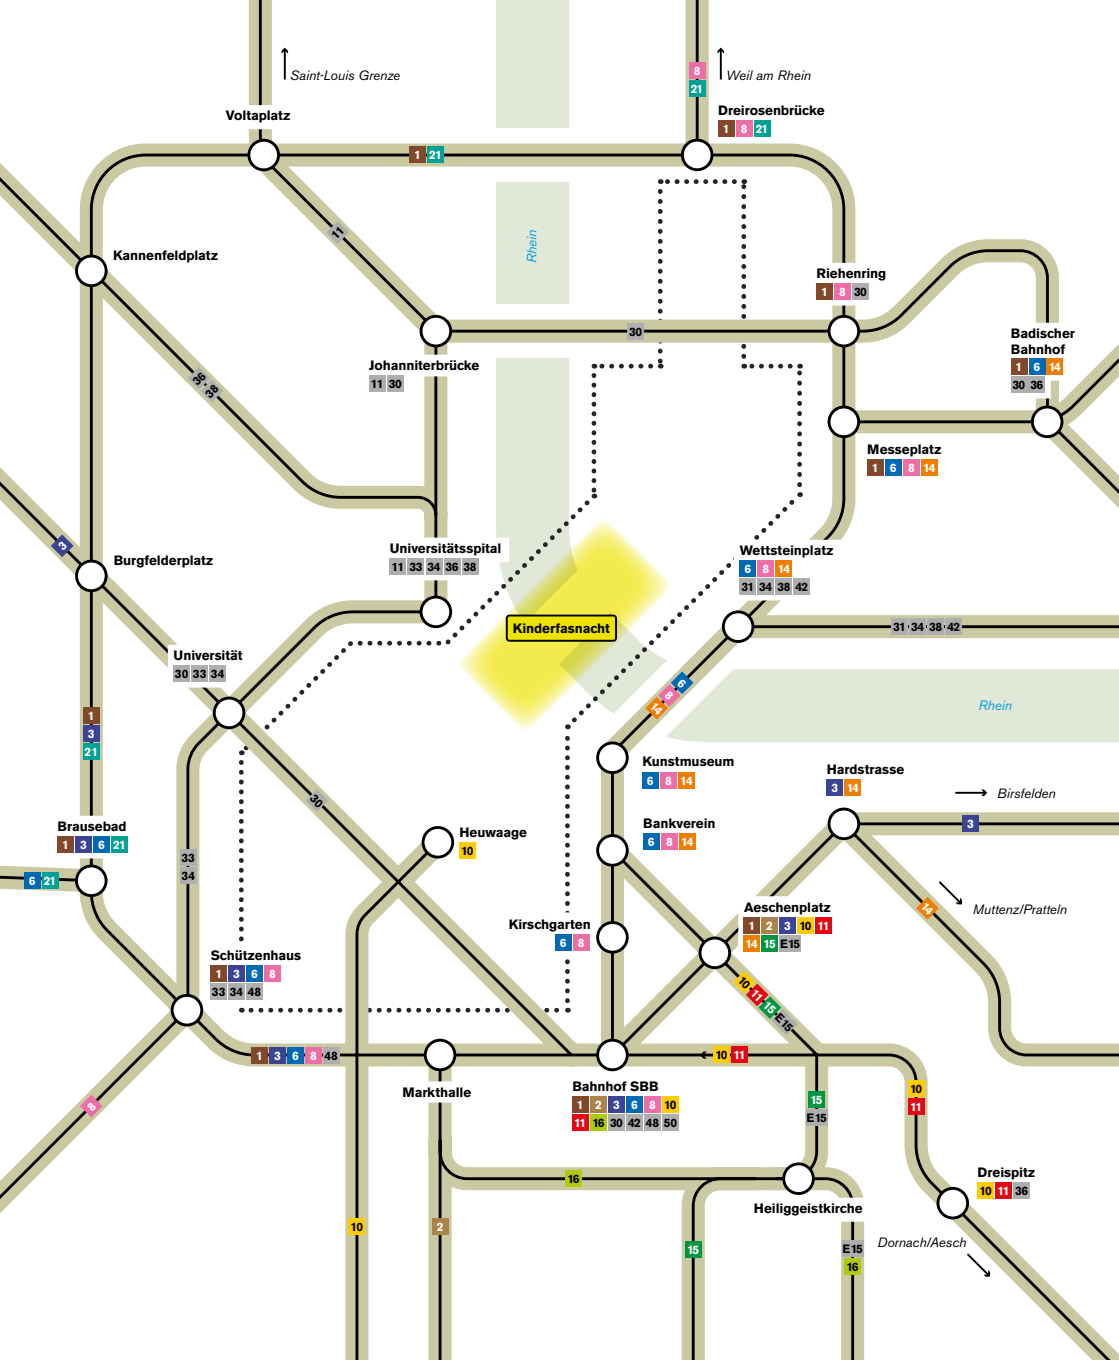 Saint-Louis Grenze
8
21
Weil am Rhein
Voltaplatz
Dreirosenbrücke
1 8 21
1 21
11
Rhein
Kannenfeldplatz
Riehenring
1 8 30
Johanniterbrücke
11 30
30
Badischer
Bahnhof
1 6 14
30 36
36 · 38
Messeplatz
1 6 8 14
3
Burgfelderplatz
Universitätsspital
11 33 34 36 38
Wettsteinplatz
6 8 14
31 34 38 42
Kinderfasnacht
31 · 34 · 38 · 42
Universität
30 33 34
14 8 6
Rhein
1
3
21
Kunstmuseum
6 8 14
Hardstrasse
3 14
Birsfelden
3
30
Brausebad
1 3 6 21
Heuwaage
10
Bankverein
6 8 14
33
34
6 21
14
Muttenz/Pratteln
Kirschgarten
6 8
Aeschenplatz
1 2 3 10 11
14 15 E15
Schützenhaus
1 3 6 8
33 34 48
10 11 15 E15
1 3 6 8 48
10 11
Markthalle
Bahnhof SBB
1 2 3 6 8 10
11 16 30 42 48 50
8
15
E15
10
11
16
Heiliggeistkirche
Dreispitz
10 11 36
10
2
15
E15
16
Dornach/Aesch